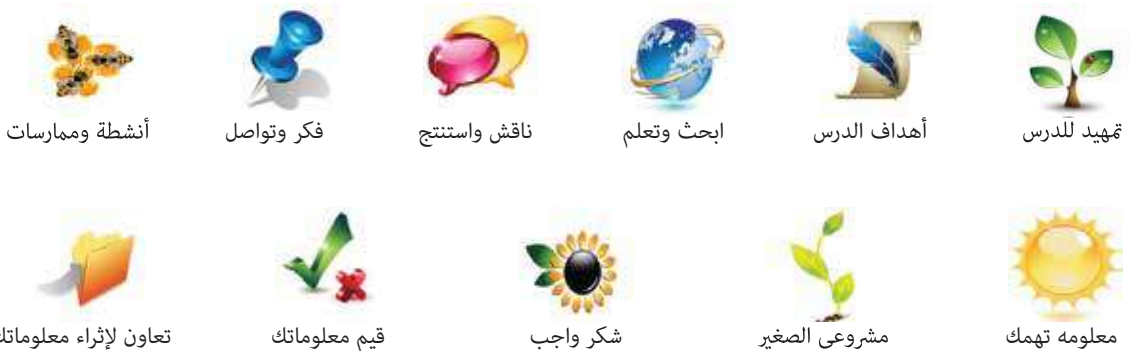 تمهيد للدرس
أهداف الدرس
ابحث وتعلم
ناقش واستنتج
فكر وتواصل
أنشطة وممارسات
معلومه تهمك
مشروعى الصغير
شكر واجب
قيم معلوماتك
تعاون لإثراء معلوماتك